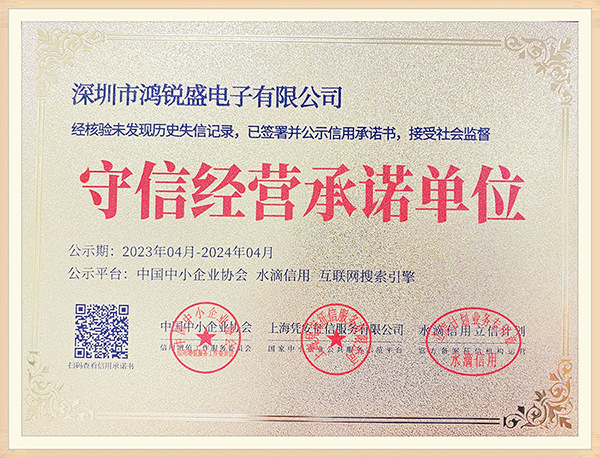 深圳市鸿锐盛电子有限公司
经核验未发现历史失信记录，已签署并公示信用承诺书，接受社会监督
守信经营承诺单位
公示期：2023年04月-2024年04月
公示平台：中国中小企业协会 水滴信用 互联网搜索引擎
中国中小企业协会 上海凭安征信服务有限公司 水滴信用立信计划
扫码查看信用承诺书
水滴信用